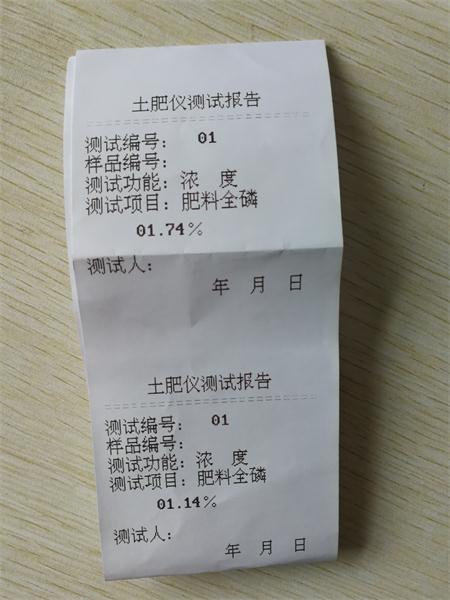 土肥仪测试报告
测试编号： 01
样品编号：
测试功能：浓 度
测试项目：肥料全磷
01.74%
测试人：
年 月 日
土肥仪测试报告
测试编号： 01
样品编号：
测试功能：浓 度
测试项目：肥料全磷
01.14%
测试人：
年 月 日